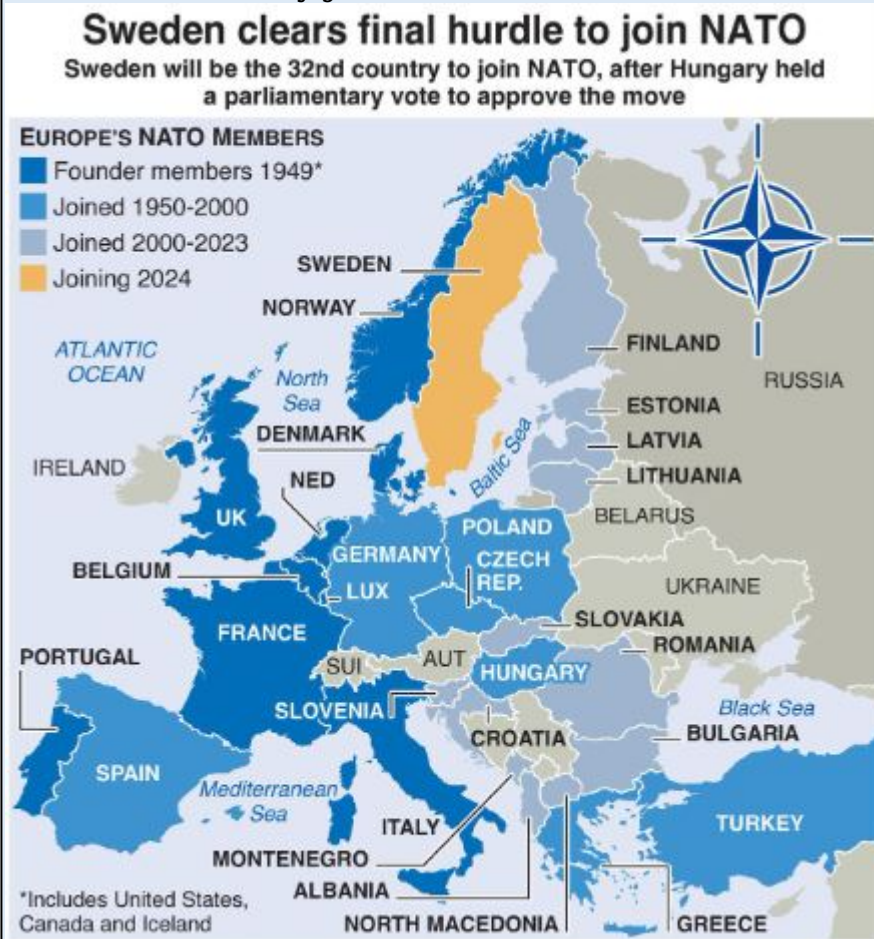 Sweden clears final hurdle to join NATO
Sweden will be the 32nd country to join NATO, after Hungary held
a parliamentary vote to approve the move
EUROPE'S NATO MEMBERS
Founder members 1949*
Joined 1950-2000
Joined 2000-2023
Joining 2024
SWEDEN
NORWAY
ATLANTIC
OCEAN
North
Sea
FINLAND
RUSSIA
ESTONIA
DENMARK
LATVIA
Baltic Sea
IRELAND
NED
LITHUANIA
UK
BELARUS
POLAND
GERMANY
CZECH
REP.
BELGIUM
LUX
UKRAINE
SLOVAKIA
FRANCE
ROMANIA
PORTUGAL
SUI
AUT
HUNGARY
SLOVENIA
Black Sea
BULGARIA
CROATIA
SPAIN
Mediterranean
Sea
ITALY
TURKEY
MONTENEGRO
ALBANIA
*Includes United States,
Canada and Iceland
NORTH MACEDONIA
GREECE